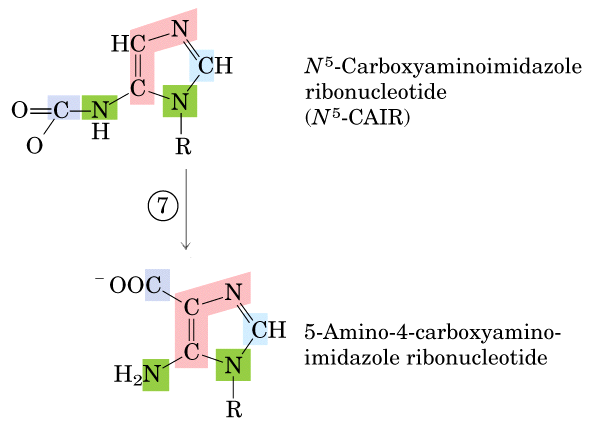 HC
N
CH
C
N
O=C
N
H
O
R
N⁵-Carboxyaminoimidazole
ribonucleotide
(N⁵-CAIR)
7
⁻OOC
C
N
CH
C
H₂N
N
R
5-Amino-4-carboxyamino-
imidazole ribonucleotide